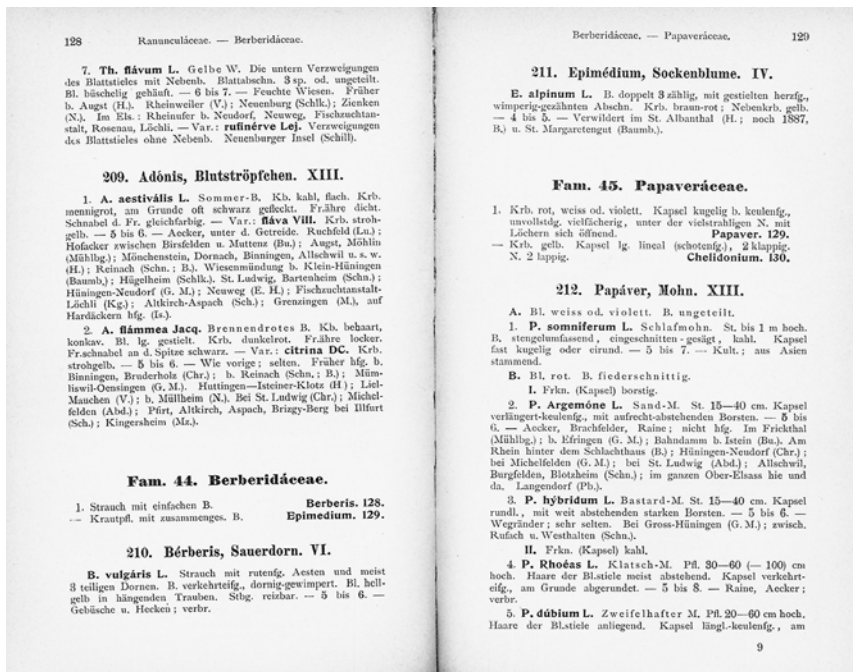 128 Ranunculáceae. — Berberidáceae.
7. Th. flávum L. Gelbe W. Die untern Verzweigungen
des Blattstieles mit Nebenb. Blattabschn. 3 sp. od. ungeteilt.
Bl. büschelig gehäuft. — 6 bis 7. — Feuchte Wiesen. Früher
b. Augst (H.). Rheinweiler (V.); Neuenburg (Schlk.); Zienken
(N.). Im Els.: Rheinufer b. Neudorf, Neuweg, Fischzuchtan-
stalt, Rosenau, Löchli. — Var.: rufinérve Lej. Verzweigungen
des Blattstieles ohne Nebenb. Neuenburger Insel (Schill).
209. Adónis, Blutströpfchen. XIII.
1. A. aestivális L. Sommer-B. Kb. kahl, flach. Krb.
mennigrot, am Grunde oft schwarz gefleckt. Fr.ähre dicht.
Schnabel d. Fr. gleichfarbig. — Var.: fláva Vill. Krb. stroh-
gelb. — 5 bis 6. — Aecker, unter d. Getreide. Ruchfeld (Lu.);
Hofacker zwischen Birsfelden u. Muttenz (Bu.); Augst, Möhlin
(Mühlbg.); Mönchenstein, Dornach, Binningen, Allschwil u. s. w.
(H.); Reinach (Schn.; B.). Wiesenmündung b. Klein-Hüningen
(Baumb.); Hügelheim (Schlk.). St. Ludwig, Bartenheim (Schn.);
Hüningen-Neudorf (G. M.); Neuweg (E. H.); Fischzuchtanstalt-
Löchli (Kg.); Altkirch-Aspach (Sch.); Grenzingen (M.), auf
Hardäckern hfg. (Is.).
2. A. flámmea Jacq. Brennendrotes B. Kb. behaart,
konkav. Bl. lg. gestielt. Krb. dunkelrot. Fr.ähre locker.
Fr.schnabel an d. Spitze schwarz. — Var.: citrina DC. Krb.
strohgelb. — 5 bis 6. — Wie vorige; selten. Früher hfg. b.
Binningen, Bruderholz (Chr.); b. Reinach (Schn.; B.); Müm-
liswil-Oensingen (G. M.). Huttingen—Isteiner-Klotz (H); Liel-
Mauchen (V.); b. Müllheim (N.). Bei St. Ludwig (Chr.); Michel-
felden (Abd.); Pfirt, Altkirch, Aspach, Brizgy-Berg bei Illfurt
(Sch.); Kingersheim (Mz.).
Fam. 44. Berberidáceae.
1. Strauch mit einfachen B. Berberis. 128.
— Krautpfl. mit zusammenges. B. Epimedium. 129.
210. Bérberis, Sauerdorn. VI.
B. vulgáris L. Strauch mit rutenfg. Aesten und meist
3 teiligen Dornen. B. verkehrteifg., dornig-gewimpert. Bl. hell-
gelb in hängenden Trauben. Stbg. reizbar. — 5 bis 6. —
Gebüsche u. Hecken; verbr.
Berberidáceae. — Papaveráceae. 129
211. Epimédium, Sockenblume. IV.
E. alpinum L. B. doppelt 3 zählig, mit gestielten herzfg.,
wimperig-gezähnten Abschn. Krb. braun-rot; Nebenkrb. gelb.
— 4 bis 5. — Verwildert im St. Albanthal (H.; noch 1887,
B.) u. St. Margaretengut (Baumb.).
Fam. 45. Papaveráceae.
1. Krb. rot, weiss od. violett. Kapsel kugelig b. keulenfg.,
unvollstdg. vielfächerig, unter der vielstrahligen N. mit
Löchern sich öffnend. Papaver. 129.
— Krb. gelb. Kapsel lg. lineal (schotenfg.), 2 klappig.
N. 2 lappig. Chelidonium. 130.
212. Papáver, Mohn. XIII.
A. Bl. weiss od. violett. B. ungeteilt.
1. P. somniferum L. Schlafmohn. St. bis 1 m hoch.
B. stengelumfassend, eingeschnitten-gesägt, kahl. Kapsel
fast kugelig oder eirund. — 5 bis 7. — Kult.; aus Asien
stammend.
B. Bl. rot. B. fiederschnittig.
I. Frkn. (Kapsel) borstig.
2. P. Argemóne L. Sand-M. St. 15—40 cm. Kapsel
verlängert-keulenfg., mit aufrecht-abstehenden Borsten. — 5 bis
6. — Aecker, Brachfelder, Raine; nicht hfg. Im Frickthal
(Mühlbg.); b. Efringen (G. M.); Bahndamm b. Istein (Bu.). Am
Rhein hinter dem Schlachthaus (B.); Hüningen-Neudorf (Chr.);
bei Michelfelden (G. M.); bei St. Ludwig (Abd.); Allschwil,
Burgfelden, Blotzheim (Schn.); im ganzen Ober-Elsass hie und
da. Langendorf (Pb.).
3. P. hýbridum L. Bastard-M. St. 15—40 cm. Kapsel
rundl., mit weit abstehenden starken Borsten. — 5 bis 6. —
Wegränder; sehr selten. Bei Gross-Hüningen (G. M.); zwisch.
Rufach u. Westhalten (Schn.).
II. Frkn. (Kapsel) kahl.
4. P. Rhoéas L. Klatsch-M. Pfl. 30—60 (— 100) cm
hoch. Haare der Bl.stiele meist abstehend. Kapsel verkehrt-
eifg., am Grunde abgerundet. — 5 bis 8. — Raine, Aecker;
verbr.
5. P. dúbium L. Zweifelhafter M. Pfl. 20—60 cm hoch.
Haare der Bl.stiele anliegend. Kapsel längl.-keulenfg., am
9